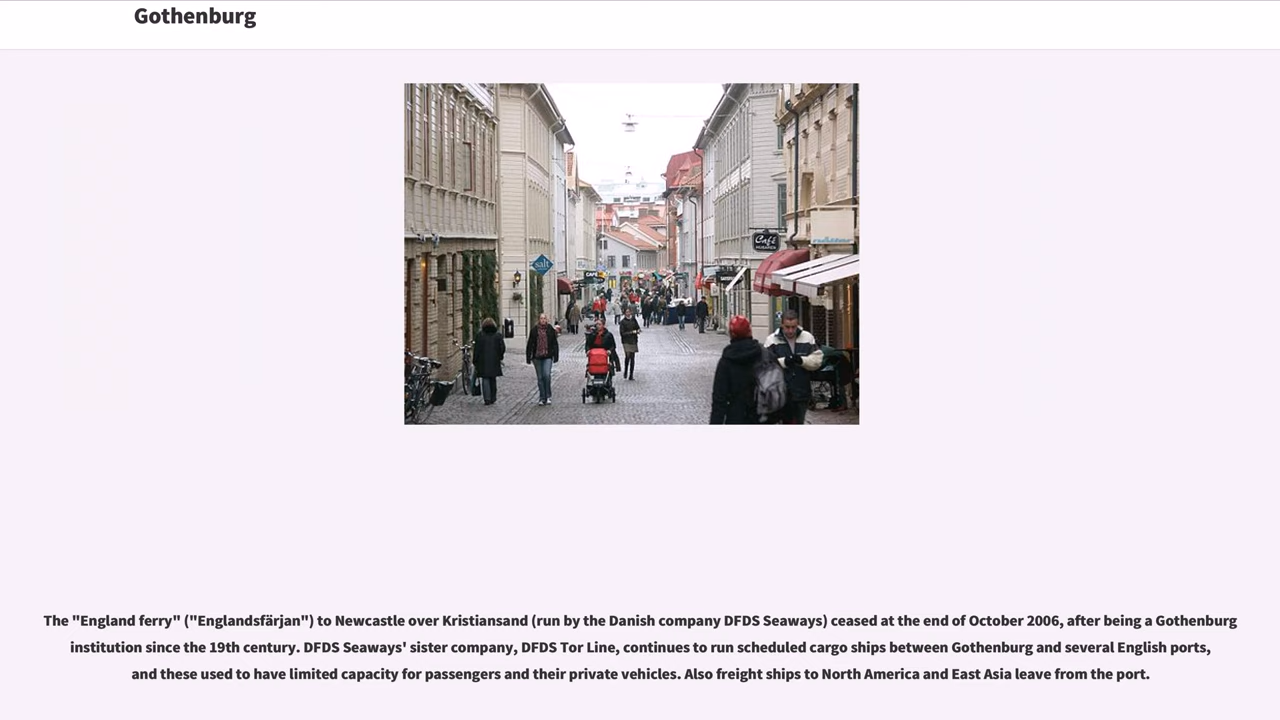 Gothenburg
salt
CAFE
Café
The "England ferry" ("Englandsfärjan") to Newcastle over Kristiansand (run by the Danish company DFDS Seaways) ceased at the end of October 2006, after being a Gothenburg
institution since the 19th century. DFDS Seaways' sister company, DFDS Tor Line, continues to run scheduled cargo ships between Gothenburg and several English ports,
and these used to have limited capacity for passengers and their private vehicles. Also freight ships to North America and East Asia leave from the port.